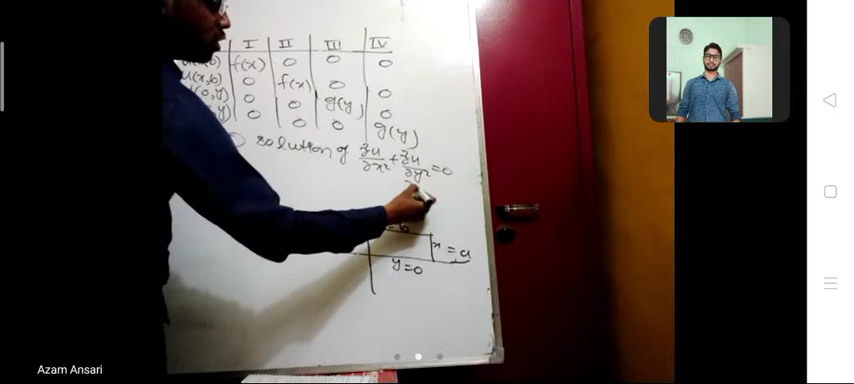 I II III IV
u(x,0) f(x) 0 0 0
u(x,b) 0 f(x) 0 0
u(0,y) 0 0 g(y) 0
0 0 0 g(y)
solution of ∂²u/∂x² + ∂²u/∂y² = 0
= b
x = a
y = 0
Azam Ansari